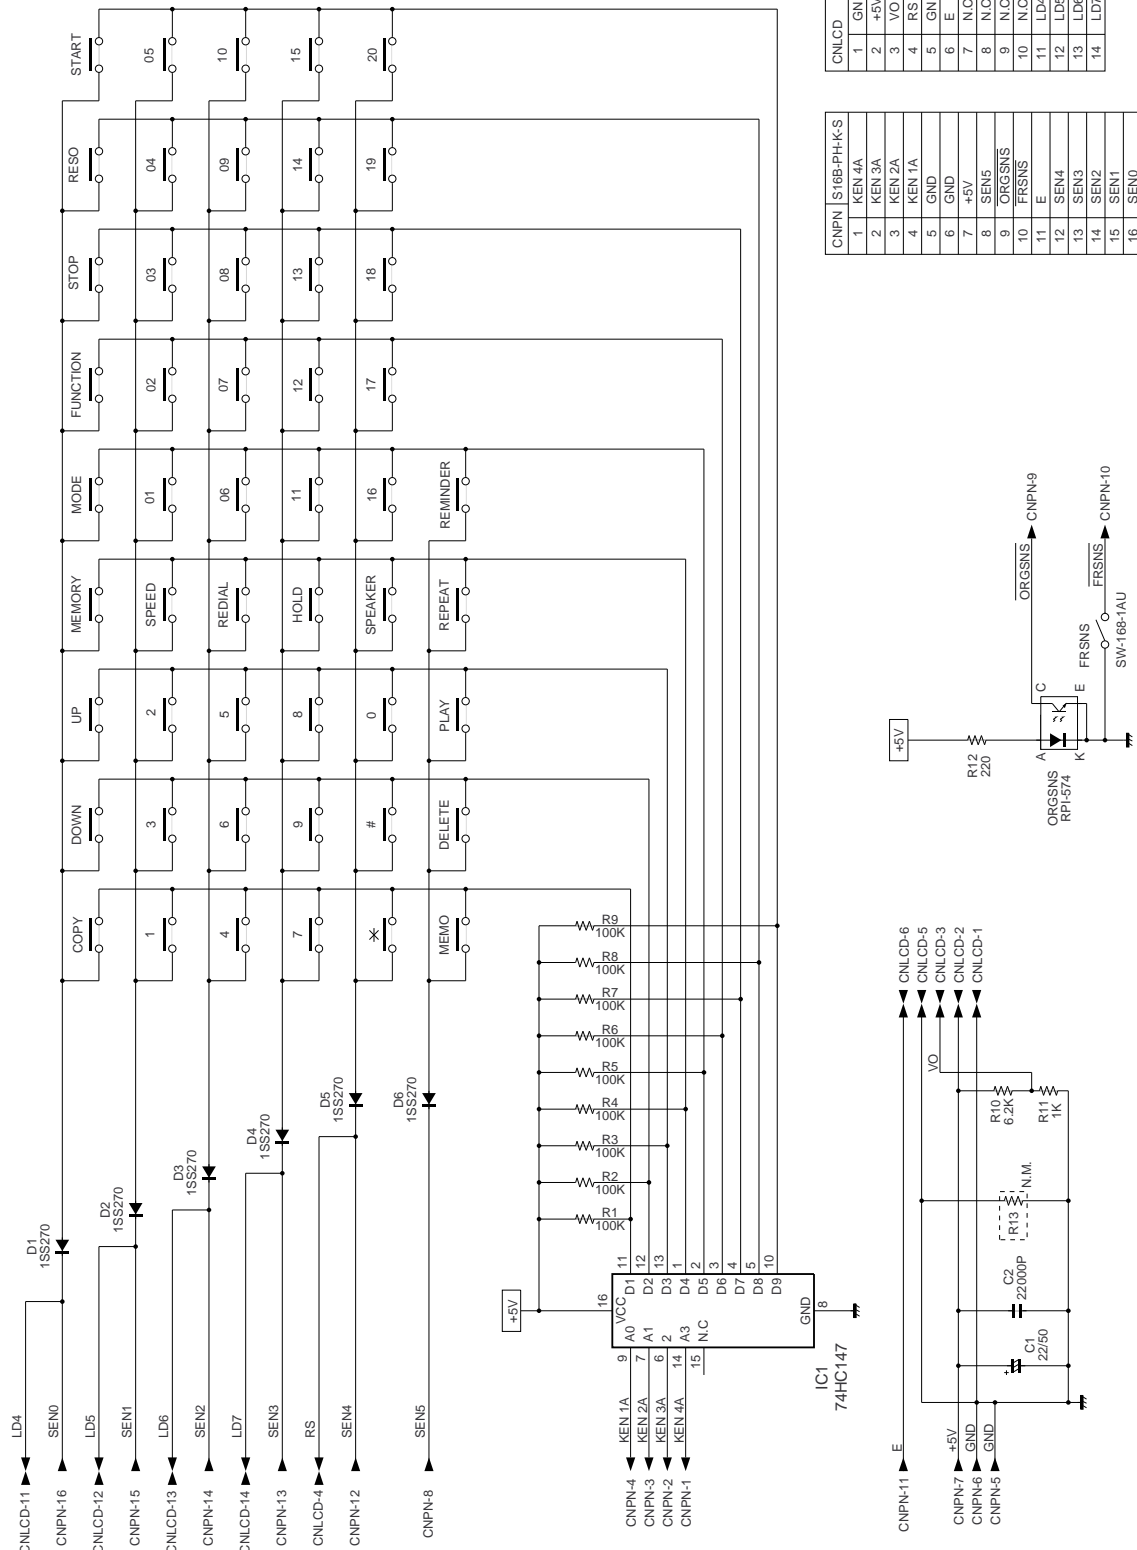 START
RESO
STOP
FUNCTION
MODE
MEMORY
UP
DOWN
COPY
05
04
03
02
01
SPEED
2
3
1
10
09
08
07
06
REDIAL
5
6
4
15
14
13
12
11
HOLD
8
9
7
20
19
18
17
16
SPEAKER
0
#
*
REMINDER
REPEAT
PLAY
DELETE
MEMO
D1
1SS270
D2
1SS270
D3
1SS270
D4
1SS270
D5
1SS270
D6
1SS270
LD4
SEN0
LD5
SEN1
LD6
SEN2
LD7
SEN3
RS
SEN4
SEN5
CNLCD-11
CNPN-16
CNLCD-12
CNPN-15
CNLCD-13
CNPN-14
CNLCD-14
CNPN-13
CNLCD-4
CNPN-12
CNPN-8
R9
100K
R8
100K
R7
100K
R6
100K
R5
100K
R4
100K
R3
100K
R2
100K
R1
100K
+5V
16
VCC
11 D1
12 D2
13 D3
1 D4
2 D5
3 D6
4 D7
5 D8
10 D9
9 A0
7 A1
6 2
14 A3
15 N.C
GND
8
IC1
74HC147
KEN 1A
KEN 2A
KEN 3A
KEN 4A
CNPN-4
CNPN-3
CNPN-2
CNPN-1
CNLCD
1 GN
2 +5V
3 VO
4 RS
5 GN
6 E
7 N.C
8 N.C
9 N.C
10 N.C
11 LD4
12 LD5
13 LD6
14 LD7
CNPN S16B-PH-K-S
1 KEN 4A
2 KEN 3A
3 KEN 2A
4 KEN 1A
5 GND
6 GND
7 +5V
8 SEN5
9 ORGSNS
10 FRSNS
11 E
12 SEN4
13 SEN3
14 SEN2
15 SEN1
16 SEN0
+5V
R12
220
A
C
K
E
ORGSNS
RPI-574
ORGSNS
CNPN-9
FRSNS
CNPN-10
FRSNS
SW-168-1AU
CNLCD-6
CNLCD-5
CNLCD-3
CNLCD-2
CNLCD-1
VO
R10
6.2K
R11
1K
R13
N.M.
C2
22000P
+
C1
22/50
E
+5V
GND
GND
CNPN-11
CNPN-7
CNPN-6
CNPN-5